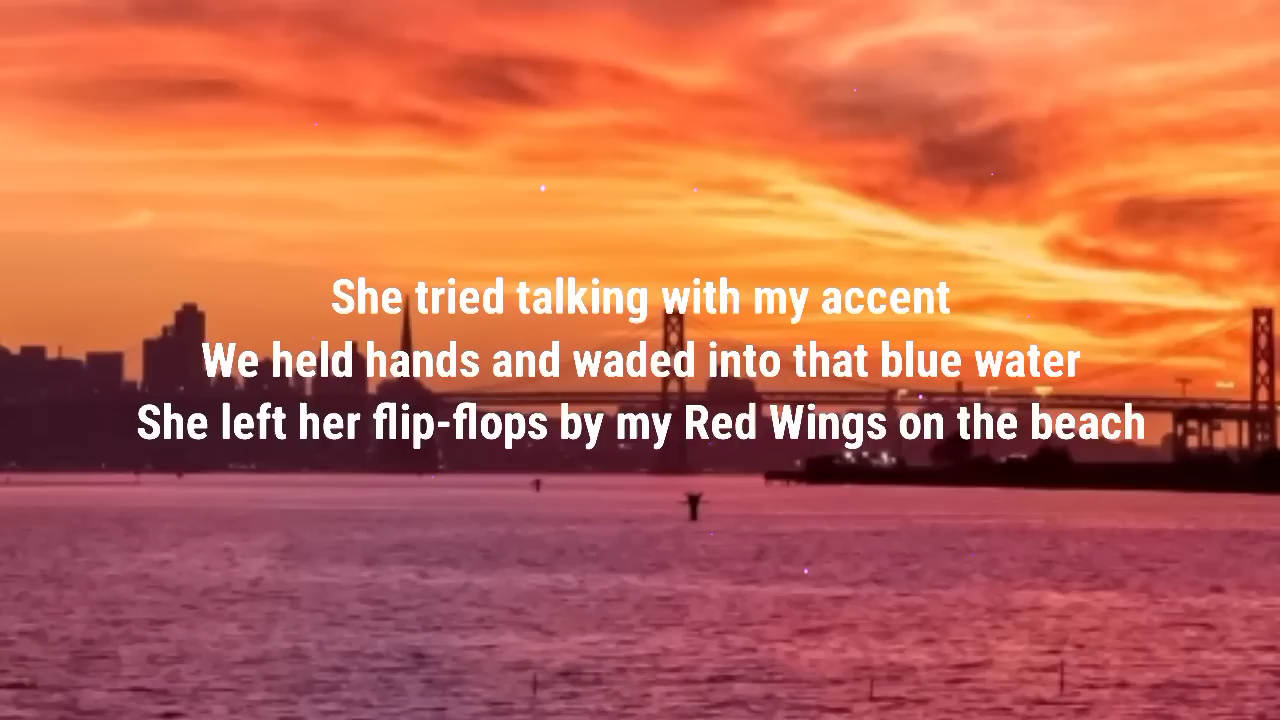 She tried talking with my accent
We held hands and waded into that blue water
She left her flip-flops by my Red Wings on the beach